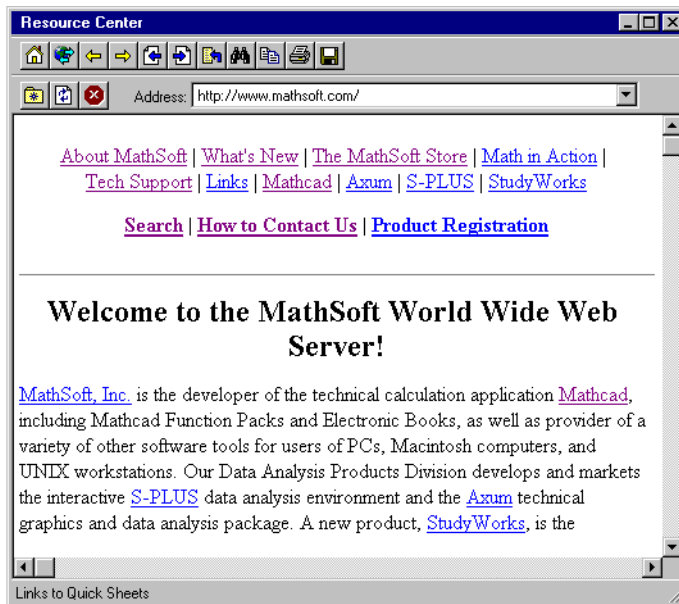 Resource Center
Address: http://www.mathsoft.com/
About MathSoft | What's New | The MathSoft Store | Math in Action |
Tech Support | Links | Mathcad | Axum | S-PLUS | StudyWorks
Search | How to Contact Us | Product Registration
Welcome to the MathSoft World Wide Web
Server!
MathSoft, Inc. is the developer of the technical calculation application Mathcad,
including Mathcad Function Packs and Electronic Books, as well as provider of a
variety of other software tools for users of PCs, Macintosh computers, and
UNIX workstations. Our Data Analysis Products Division develops and markets
the interactive S-PLUS data analysis environment and the Axum technical
graphics and data analysis package. A new product, StudyWorks, is the
Links to Quick Sheets